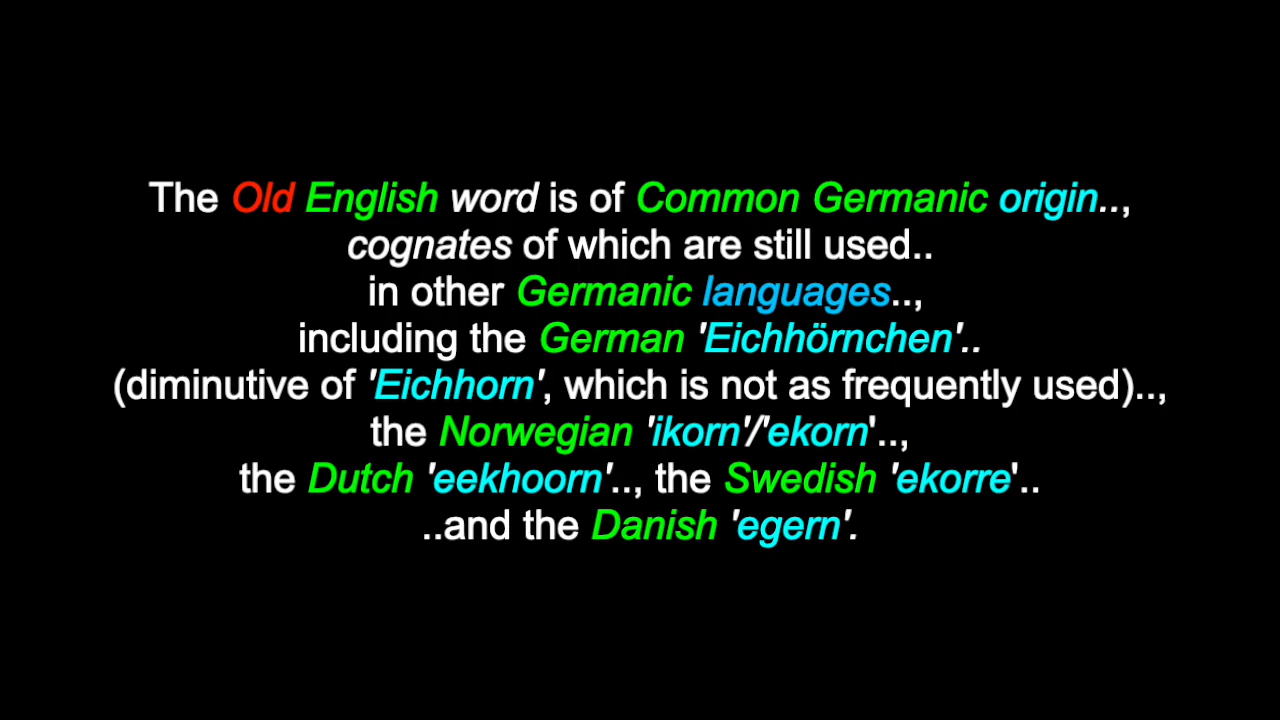 The Old English word is of Common Germanic origin..,
cognates of which are still used..
in other Germanic languages..,
including the German 'Eichhörnchen'..
(diminutive of 'Eichhorn', which is not as frequently used)..,
the Norwegian 'ikorn'/'ekorn'..,
the Dutch 'eekhoorn'.., the Swedish 'ekorre'..
..and the Danish 'egern'.